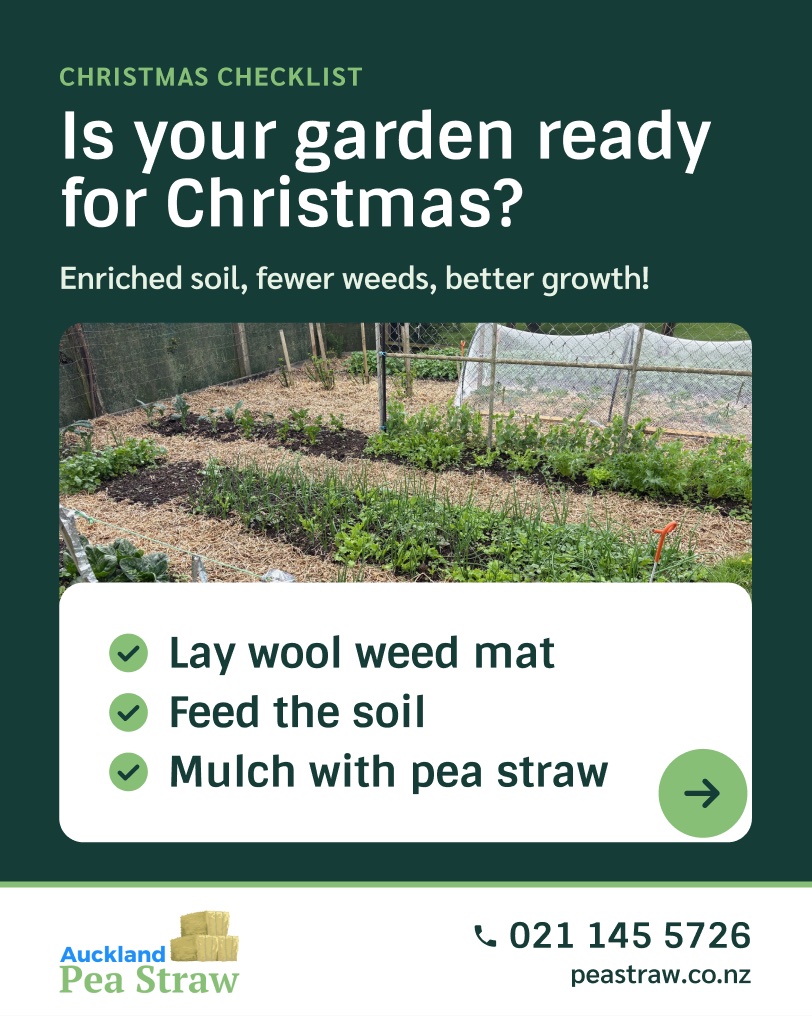 CHRISTMAS CHECKLIST
Is your garden ready
for Christmas?
Enriched soil, fewer weeds, better growth!
Lay wool weed mat
Feed the soil
Mulch with pea straw
Auckland
Pea Straw
021 145 5726
peastraw.co.nz